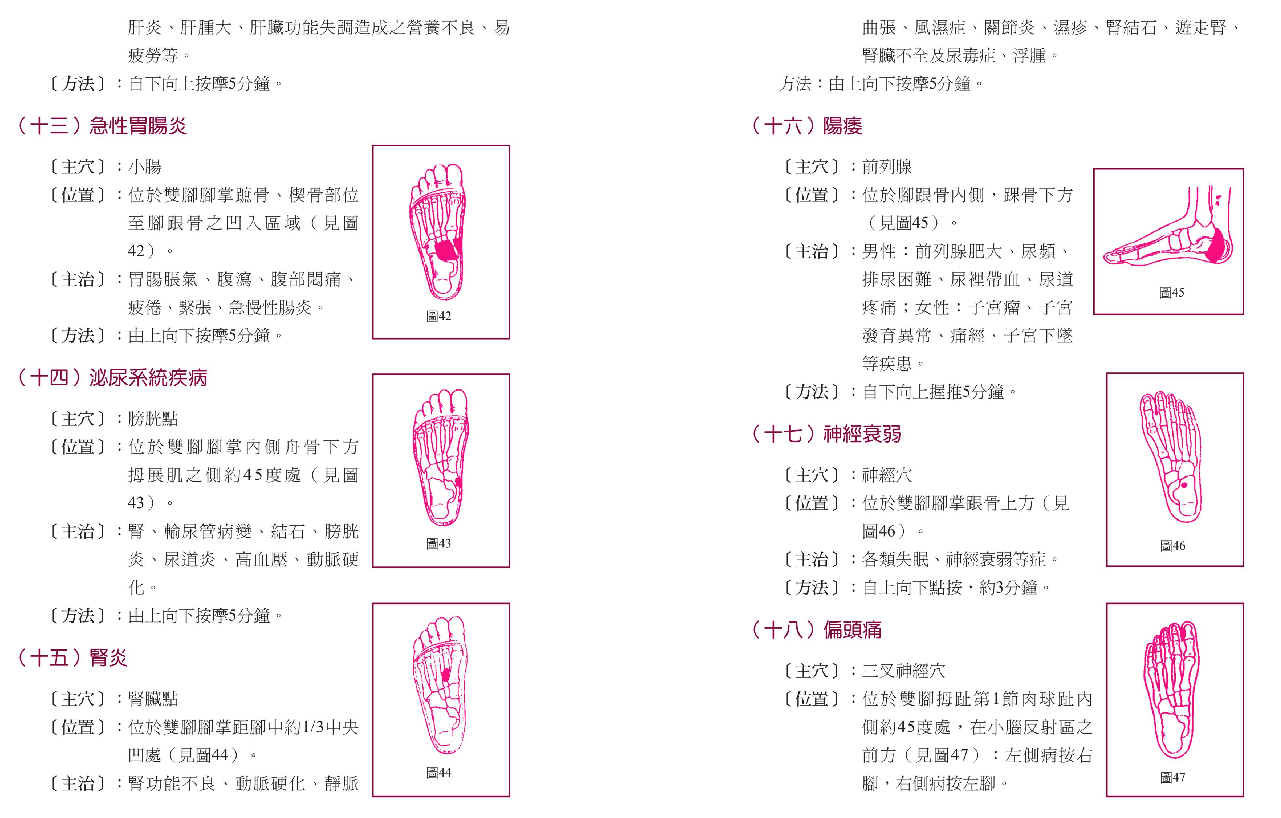 肝炎、肝腫大、肝臟功能失調造成之營養不良、易
疲勞等。
〔方法〕：自下向上按摩5分鐘。
（十三）急性胃腸炎
〔主穴〕：小腸
〔位置〕：位於雙腳腳掌蹠骨、楔骨部位
至腳跟骨之凹入區域（見圖
42）。
〔主治〕：胃腸脹氣、腹瀉、腹部悶痛、
疲倦、緊張、急慢性腸炎。
〔方法〕：由上向下按摩5分鐘。
圖42
（十四）泌尿系統疾病
〔主穴〕：膀胱點
〔位置〕：位於雙腳腳掌內側舟骨下方
拇展肌之側約45度處（見圖
43）。
〔主治〕：腎、輸尿管病變、結石、膀胱
炎、尿道炎、高血壓、動脈硬
化。
〔方法〕：由上向下按摩5分鐘。
圖43
（十五）腎炎
〔主穴〕：腎臟點
〔位置〕：位於雙腳腳掌距腳中約1/3中央
凹處（見圖44）。
〔主治〕：腎功能不良、動脈硬化、靜脈
圖44
曲張、風濕症、關節炎、濕疹、腎結石、遊走腎、
腎臟不全及尿毒症、浮腫。
方法：由上向下按摩5分鐘。
（十六）陽痿
〔主穴〕：前列腺
〔位置〕：位於腳跟骨內側，踝骨下方
（見圖45）。
〔主治〕：男性：前列腺肥大、尿頻、
排尿困難、尿裡帶血、尿道
疼痛；女性：子宮瘤、子宮
發育異常、痛經、子宮下墜
等疾患。
〔方法〕：自下向上握推5分鐘。
圖45
（十七）神經衰弱
〔主穴〕：神經穴
〔位置〕：位於雙腳腳掌跟骨上方（見
圖46）。
〔主治〕：各類失眠、神經衰弱等症。
〔方法〕：自上向下點按，約3分鐘。
圖46
（十八）偏頭痛
〔主穴〕：三叉神經穴
〔位置〕：位於雙腳拇趾第1節肉球趾內
側約45度處，在小腦反射區之
前方（見圖47）：左側病按右
腳，右側病按左腳。
圖47